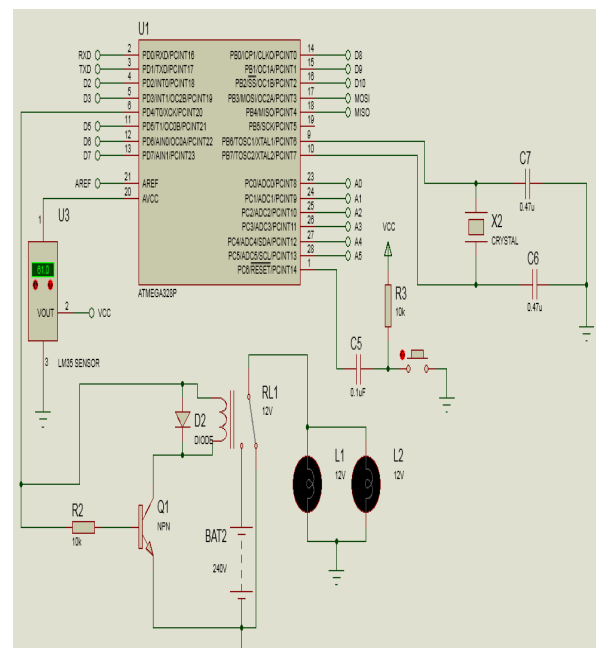 U1
RXD 2 PD0/RXD/PCINT16 PB0/ICP1/CLKO/PCINT0 14 D8
TXD 3 PD1/TXD/PCINT17 PB1/OC1A/PCINT1 15 D9
D2 4 PD2/INT0/PCINT18 PB2/SS/OC1B/PCINT2 16 D10
D3 5 PD3/INT1/OC2B/PCINT19 PB3/MOSI/OC2A/PCINT3 17 MOSI
6 PD4/T0/XCK/PCINT20 PB4/MISO/PCINT4 18 MISO
D5 11 PD5/T1/OC0B/PCINT21 PB5/SCK/PCINT5 19
D6 12 PD6/AIN0/OC0A/PCINT22 PB6/TOSC1/XTAL1/PCINT6 9
D7 13 PD7/AIN1/PCINT23 PB7/TOSC2/XTAL2/PCINT7 10
AREF 21 AREF PC0/ADC0/PCINT8 23 A0
20 AVCC PC1/ADC1/PCINT9 24 A1
PC2/ADC2/PCINT10 25 A2
PC3/ADC3/PCINT11 26 A3
PC4/ADC4/SDA/PCINT12 27 A4
PC5/ADC5/SCL/PCINT13 28 A5
PC6/RESET/PCINT14 1
ATMEGA328P
C7
0.47u
X2
CRYSTAL
C6
0.47u
1
U3
61.0
VOUT 2 VCC
3 LM35 SENSOR
VCC
R3
10k
C5
0.1uF
D2
DIODE
RL1
12V
L1
12V
L2
12V
R2
10k
Q1
NPN
BAT2
240V